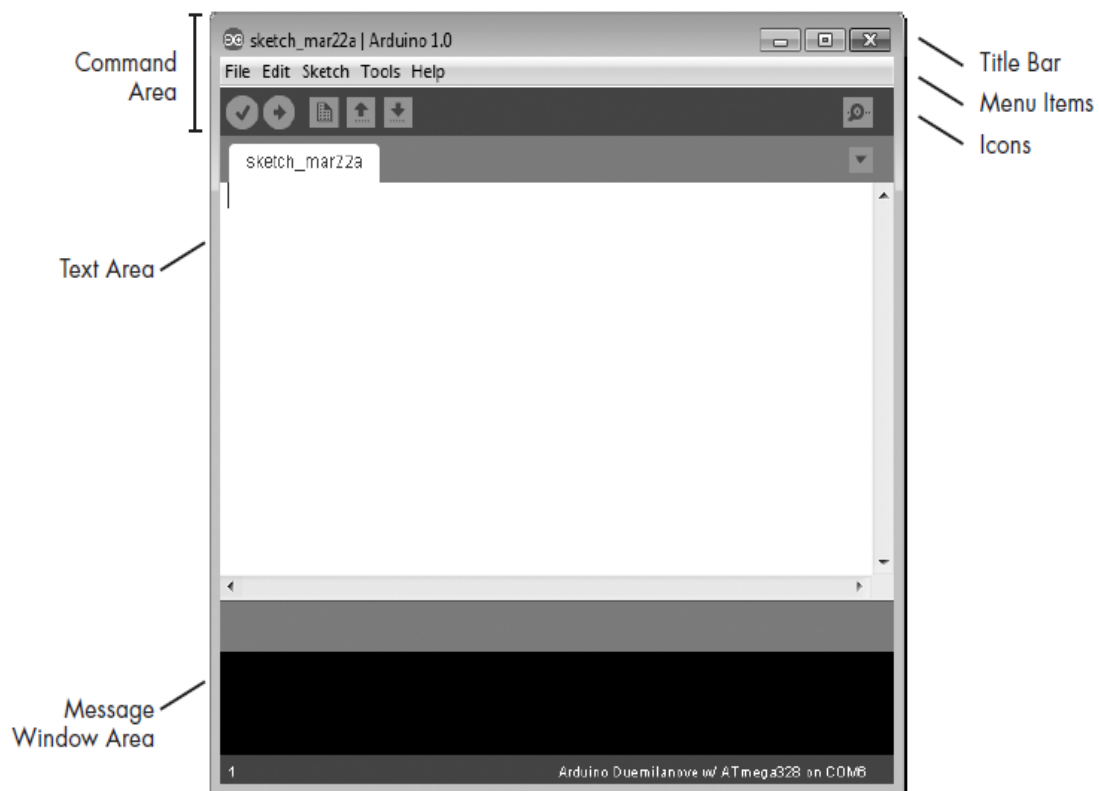 sketch_mar22a | Arduino 1.0
Command
Area
Title Bar
File Edit Sketch Tools Help
Menu Items
Icons
sketch_mar22a
Text Area
Message
Window Area
1
Arduino Duemilanove w/ ATmega328 on COM6